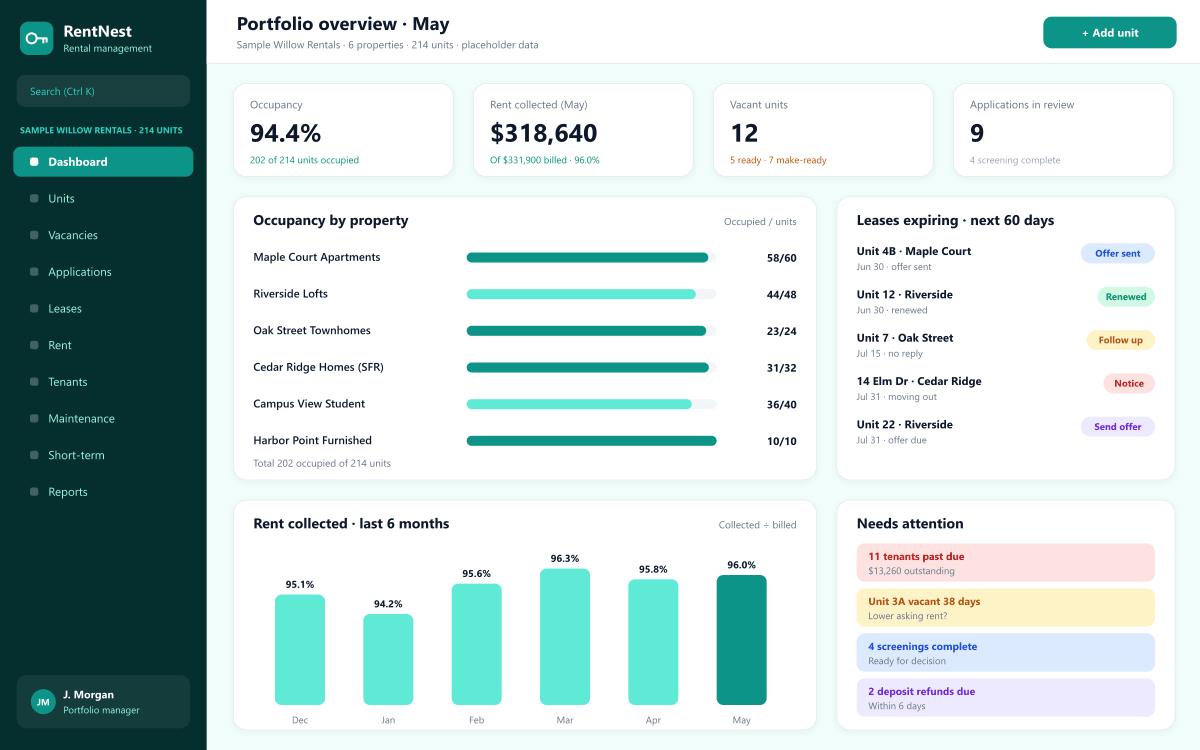 RentNest
Rental management
Search (Ctrl K)
SAMPLE WILLOW RENTALS · 214 UNITS
Dashboard
Units
Vacancies
Applications
Leases
Rent
Tenants
Maintenance
Short-term
Reports
JM
J. Morgan
Portfolio manager
Portfolio overview · May
Sample Willow Rentals · 6 properties · 214 units · placeholder data
+ Add unit
Occupancy
94.4%
202 of 214 units occupied
Rent collected (May)
$318,640
Of $331,900 billed · 96.0%
Vacant units
12
5 ready · 7 make-ready
Applications in review
9
4 screening complete
Occupancy by property
Occupied / units
Maple Court Apartments 58/60
Riverside Lofts 44/48
Oak Street Townhomes 23/24
Cedar Ridge Homes (SFR) 31/32
Campus View Student 36/40
Harbor Point Furnished 10/10
Total 202 occupied of 214 units
Leases expiring · next 60 days
Unit 4B · Maple Court
Jun 30 · offer sent
Offer sent
Unit 12 · Riverside
Jun 30 · renewed
Renewed
Unit 7 · Oak Street
Jul 15 · no reply
Follow up
14 Elm Dr · Cedar Ridge
Jul 31 · moving out
Notice
Unit 22 · Riverside
Jul 31 · offer due
Send offer
Rent collected · last 6 months
Collected ÷ billed
95.1%
94.2%
95.6%
96.3%
95.8%
96.0%
Dec
Jan
Feb
Mar
Apr
May
Needs attention
11 tenants past due
$13,260 outstanding
Unit 3A vacant 38 days
Lower asking rent?
4 screenings complete
Ready for decision
2 deposit refunds due
Within 6 days